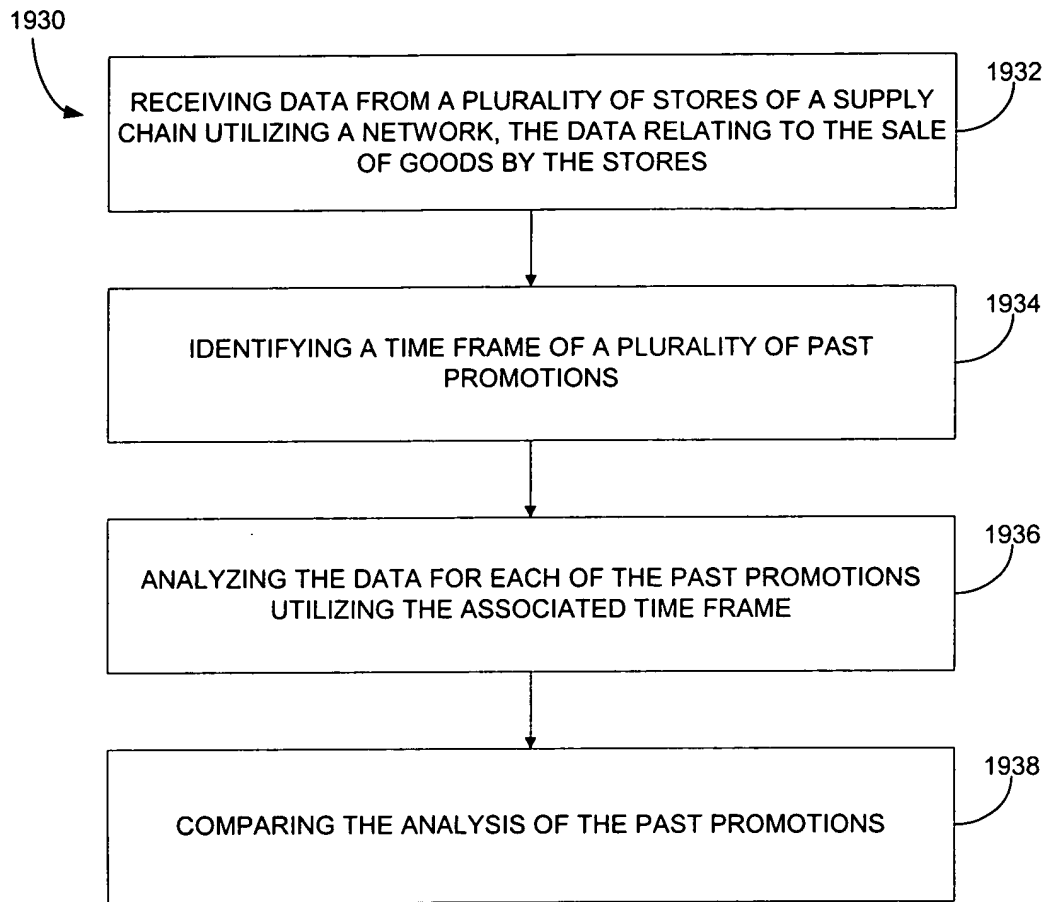 1930
1932
RECEIVING DATA FROM A PLURALITY OF STORES OF A SUPPLY
CHAIN UTILIZING A NETWORK, THE DATA RELATING TO THE SALE
OF GOODS BY THE STORES
1934
IDENTIFYING A TIME FRAME OF A PLURALITY OF PAST
PROMOTIONS
1936
ANALYZING THE DATA FOR EACH OF THE PAST PROMOTIONS
UTILIZING THE ASSOCIATED TIME FRAME
1938
COMPARING THE ANALYSIS OF THE PAST PROMOTIONS